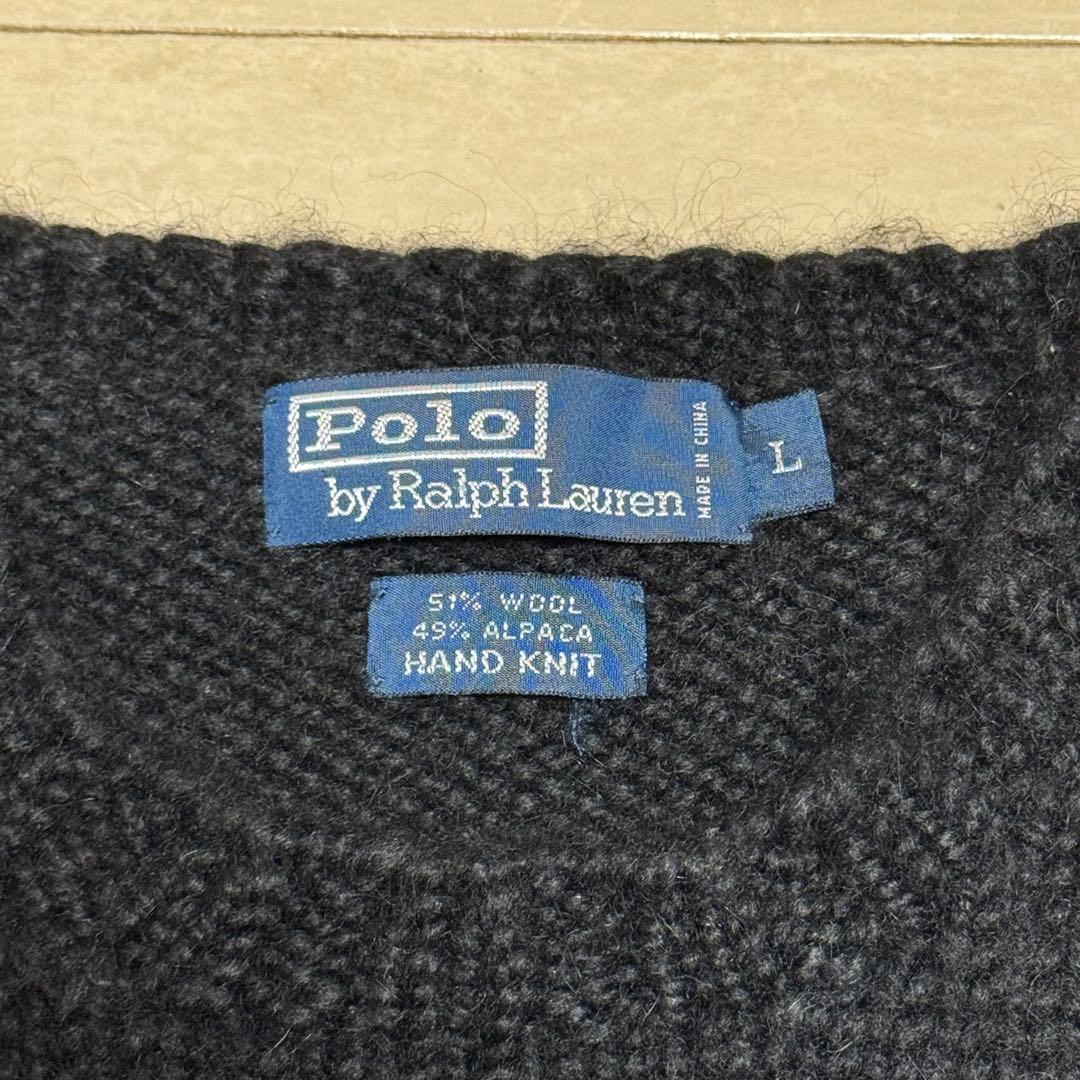 Polo
by Ralph Lauren
MADE IN CHINA
L
51% WOOL
49% ALPACA
HAND KNIT